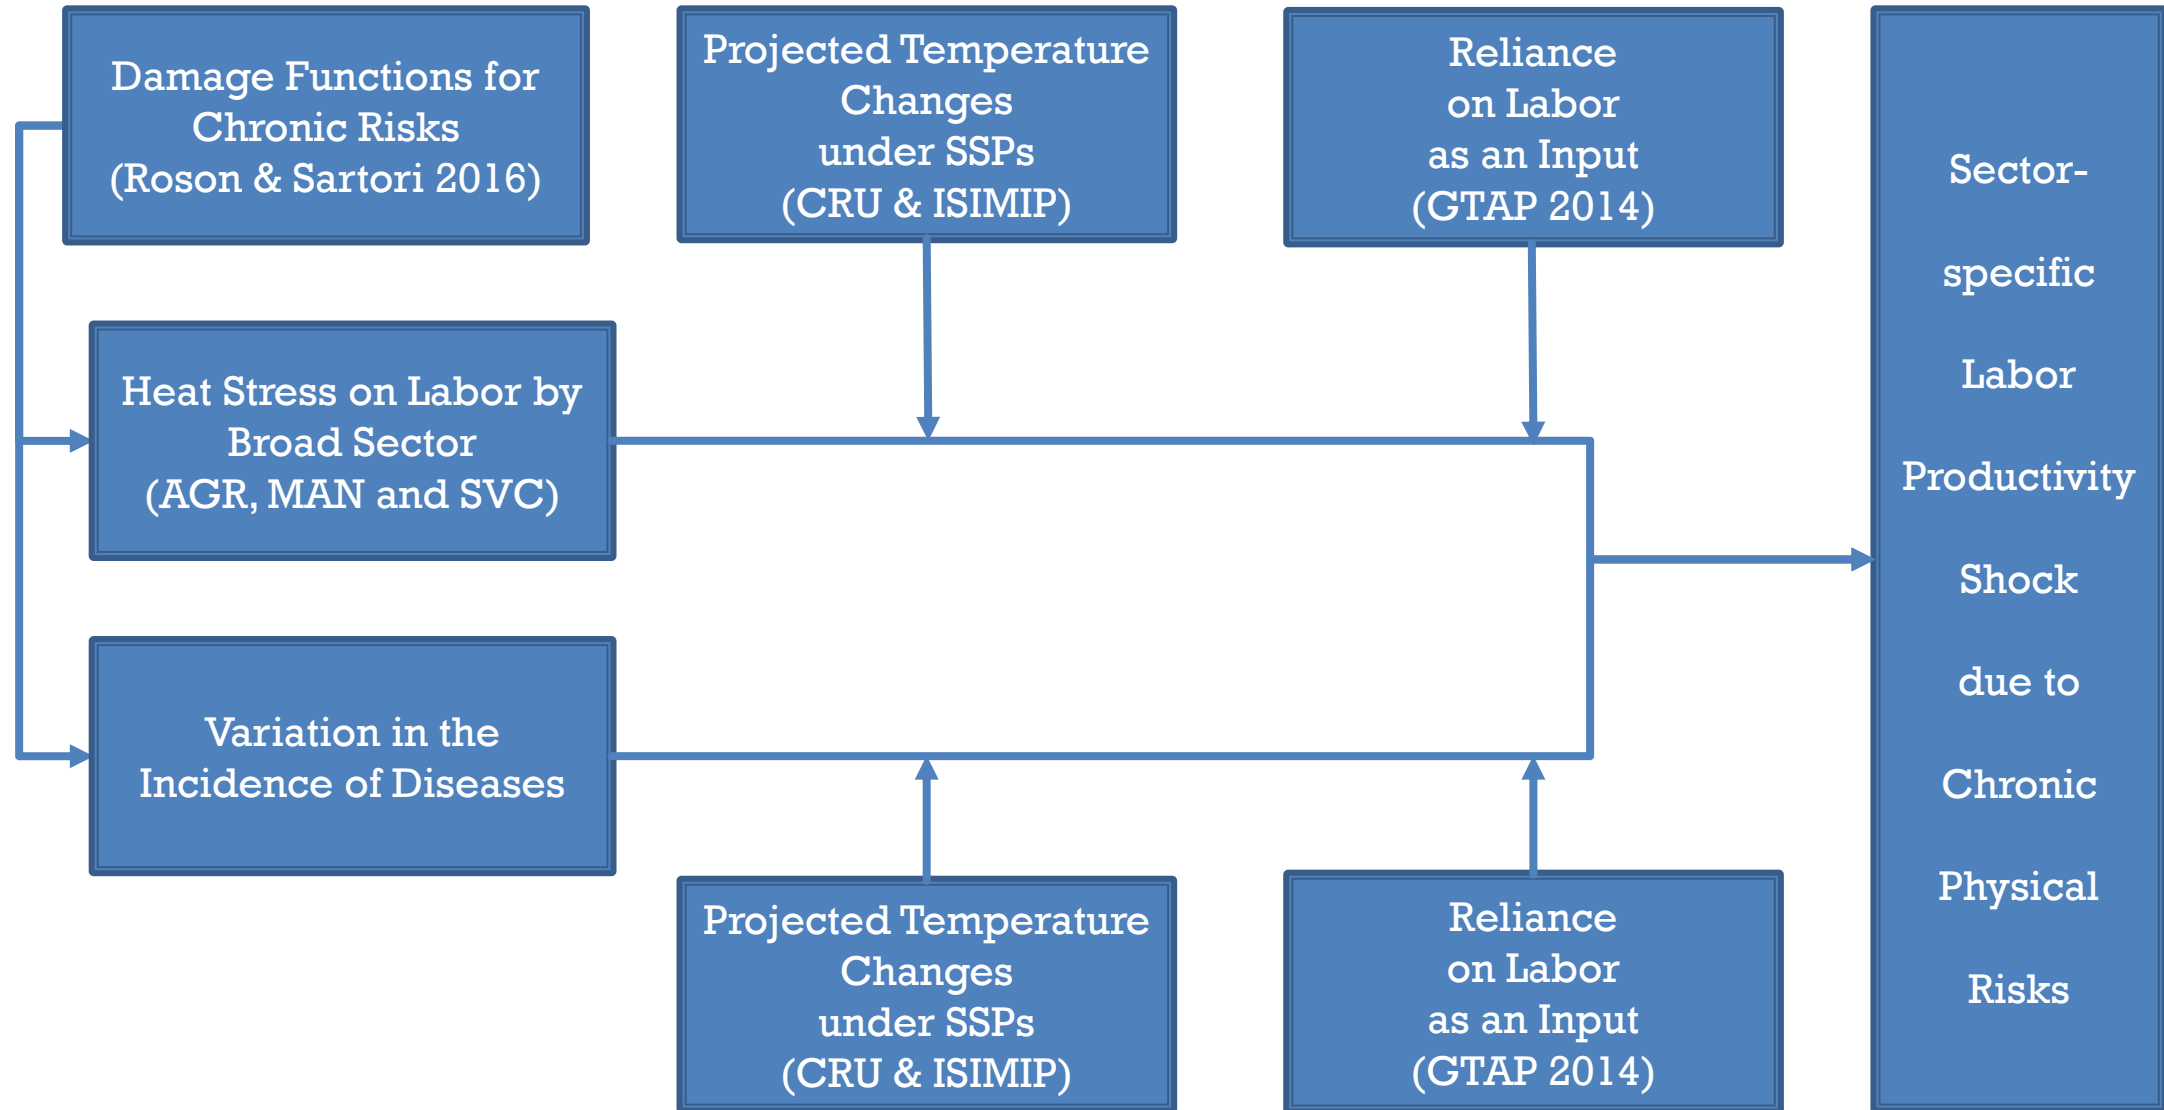 Damage Functions for
Chronic Risks
(Roson & Sartori 2016)
Projected Temperature
Changes
under SSPs
(CRU & ISIMIP)
Reliance
on Labor
as an Input
(GTAP 2014)
Heat Stress on Labor by
Broad Sector
(AGR, MAN and SVC)
Variation in the
Incidence of Diseases
Projected Temperature
Changes
under SSPs
(CRU & ISIMIP)
Reliance
on Labor
as an Input
(GTAP 2014)
Sector-
specific
Labor
Productivity
Shock
due to
Chronic
Physical
Risks